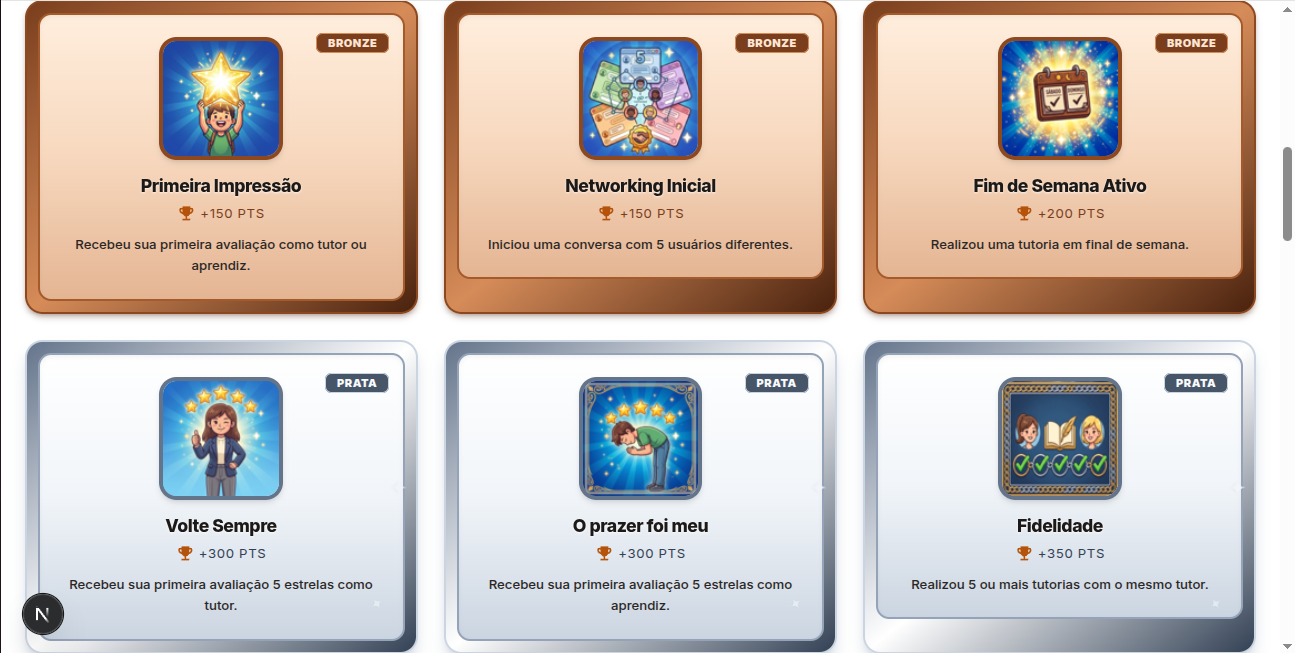 BRONZE
Primeira Impressão
+150 PTS
Recebeu sua primeira avaliação como tutor ou
aprendiz.
BRONZE
5
Networking Inicial
+150 PTS
Iniciou uma conversa com 5 usuários diferentes.
BRONZE
SÁBADO DOMINGO
Fim de Semana Ativo
+200 PTS
Realizou uma tutoria em final de semana.
PRATA
Volte Sempre
+300 PTS
Recebeu sua primeira avaliação 5 estrelas como
tutor.
PRATA
O prazer foi meu
+300 PTS
Recebeu sua primeira avaliação 5 estrelas como
aprendiz.
PRATA
Fidelidade
+350 PTS
Realizou 5 ou mais tutorias com o mesmo tutor.
N